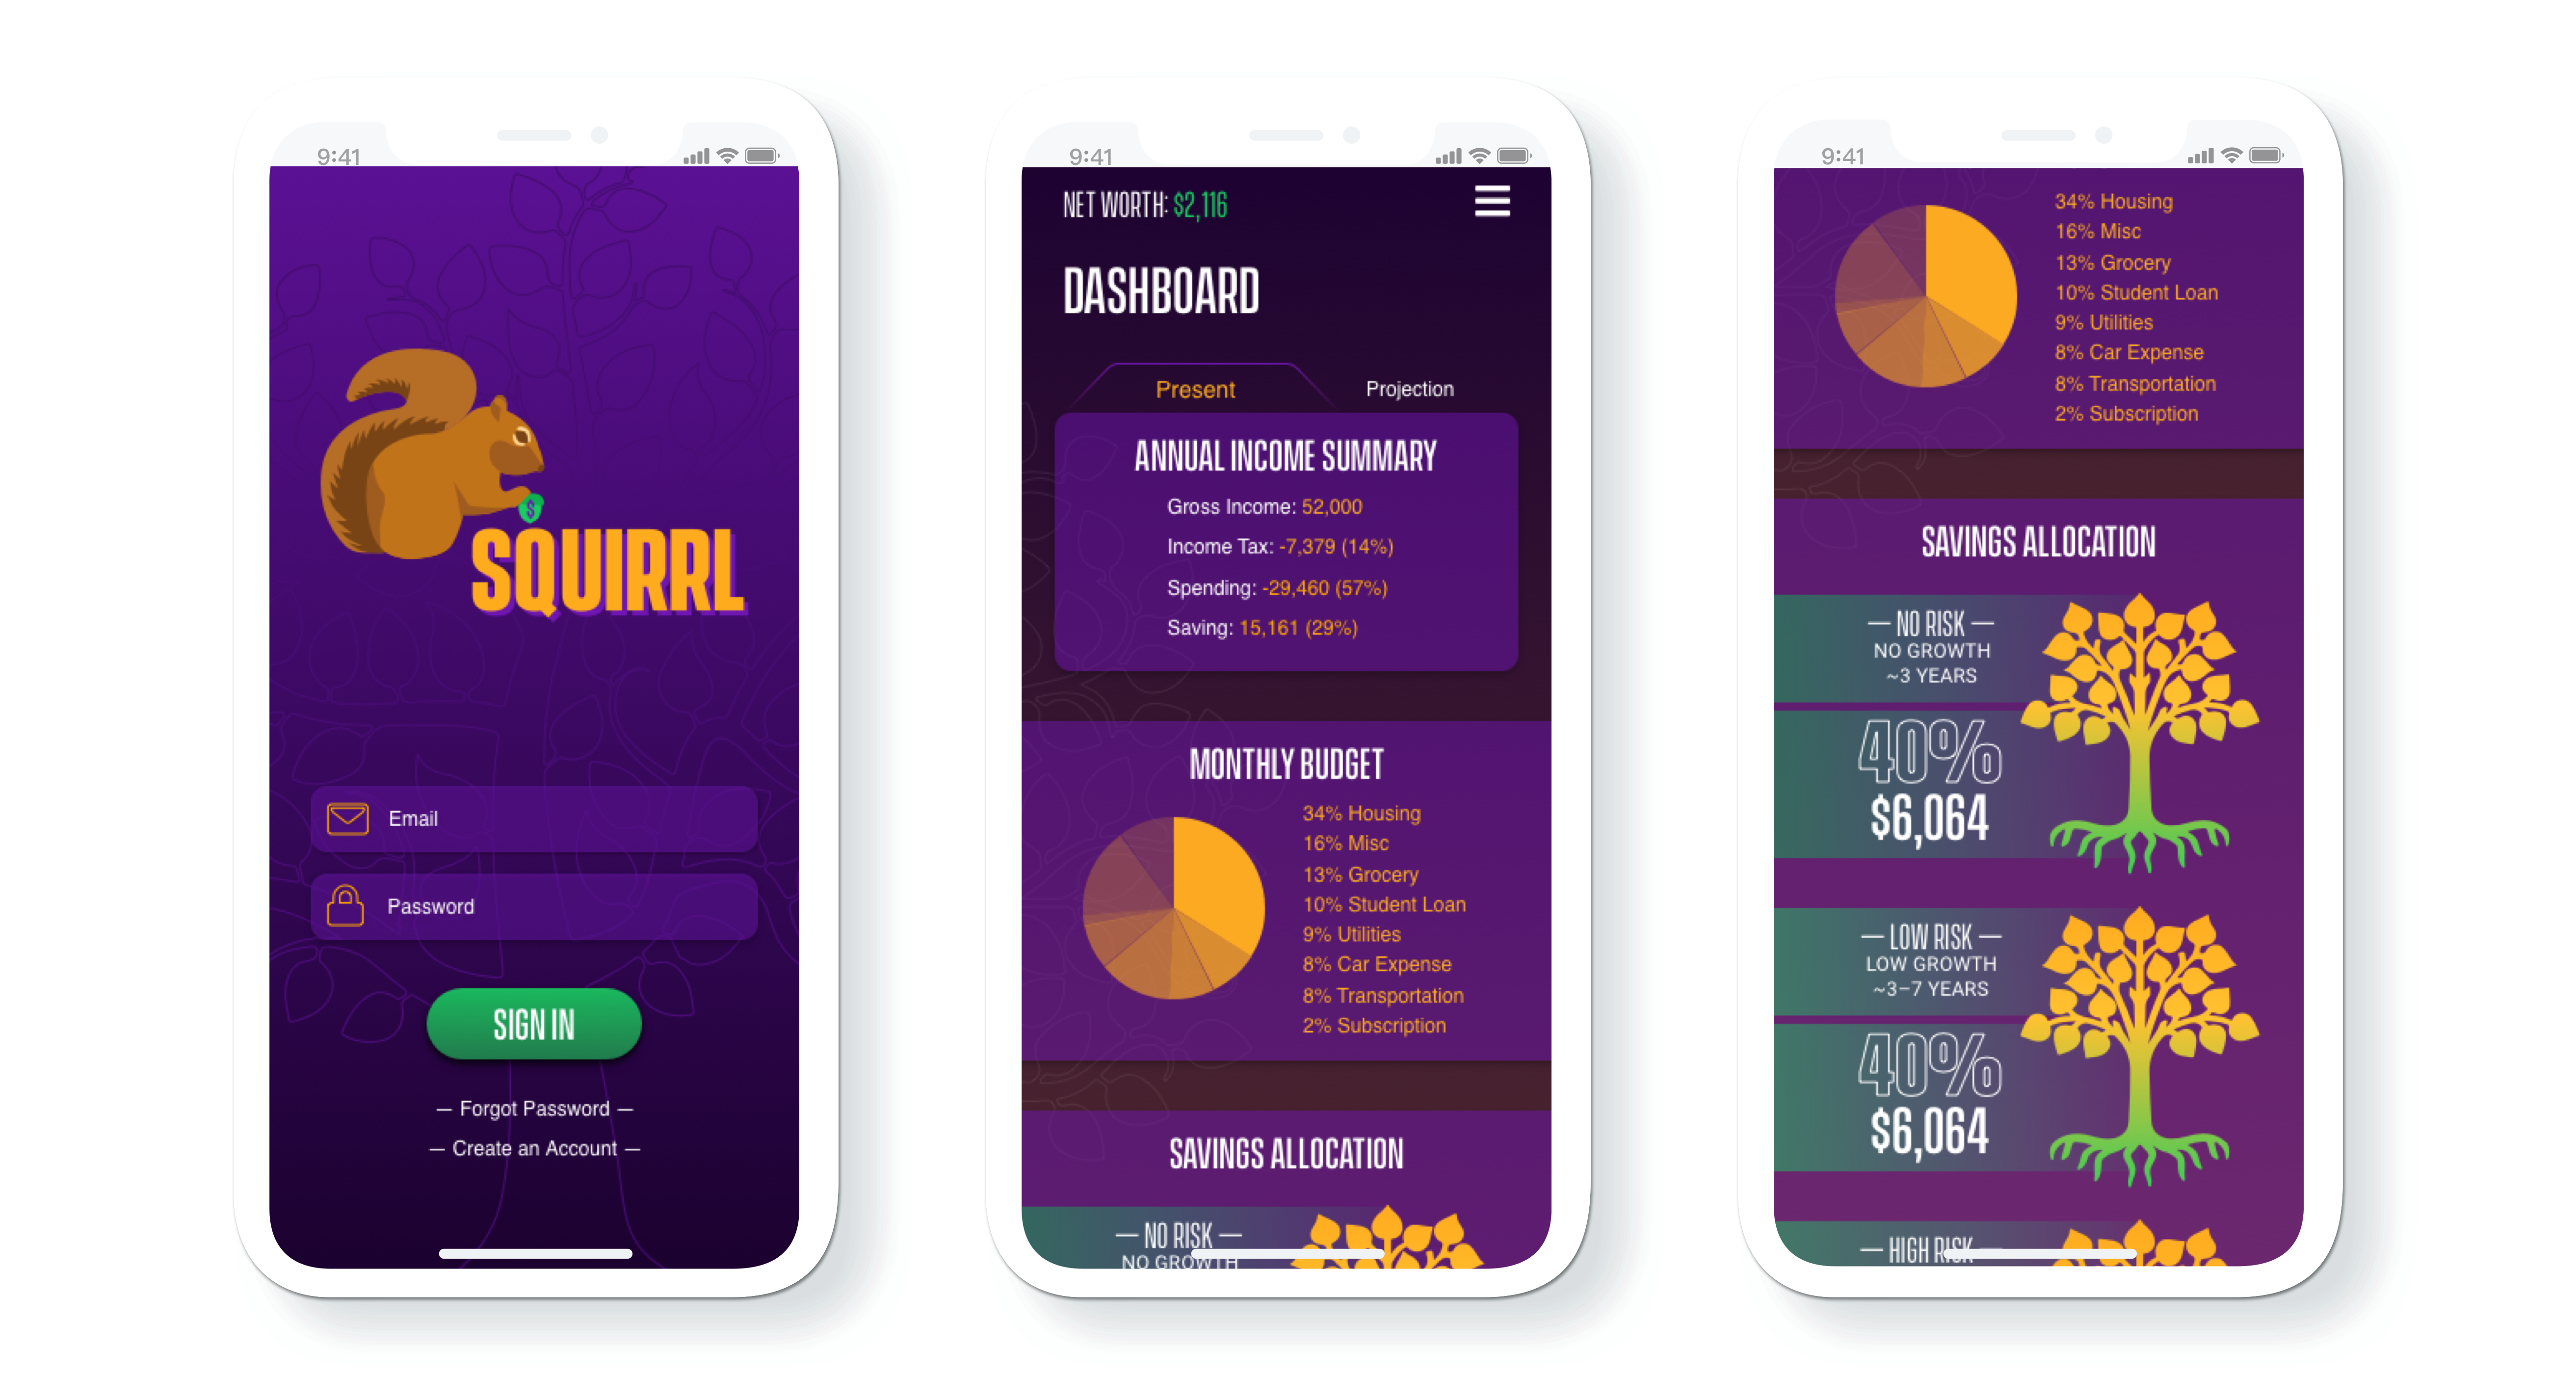 9:41
$
SQUIRRL
Email
Password
SIGN IN
— Forgot Password —
— Create an Account —
9:41
NET WORTH: $2,116
DASHBOARD
Present
Projection
ANNUAL INCOME SUMMARY
Gross Income: 52,000
Income Tax: -7,379 (14%)
Spending: -29,460 (57%)
Saving: 15,161 (29%)
MONTHLY BUDGET
34% Housing
16% Misc
13% Grocery
10% Student Loan
9% Utilities
8% Car Expense
8% Transportation
2% Subscription
SAVINGS ALLOCATION
— NO RISK —
NO GROWTH
9:41
34% Housing
16% Misc
13% Grocery
10% Student Loan
9% Utilities
8% Car Expense
8% Transportation
2% Subscription
SAVINGS ALLOCATION
— NO RISK —
NO GROWTH
~3 YEARS
40%
$6,064
— LOW RISK —
LOW GROWTH
~3–7 YEARS
40%
$6,064
— HIGH RISK